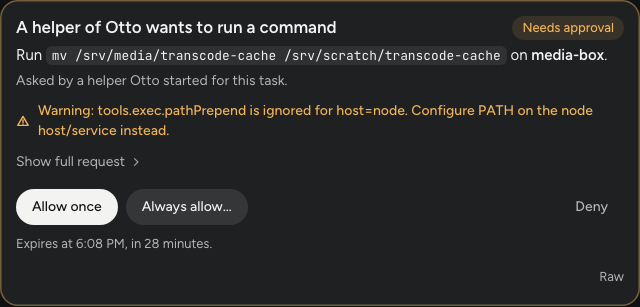 A helper of Otto wants to run a command
Needs approval
Run mv /srv/media/transcode-cache /srv/scratch/transcode-cache on media-box.
Asked by a helper Otto started for this task.
Warning: tools.exec.pathPrepend is ignored for host=node. Configure PATH on the node
host/service instead.
Show full request
Allow once
Always allow...
Deny
Expires at 6:08 PM, in 28 minutes.
Raw